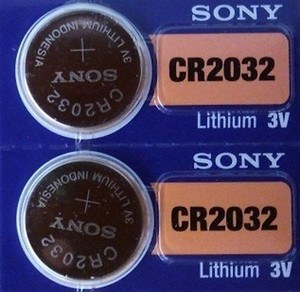 3V LITHIUM INDONESIA
+
SONY
CR2032
SONY
CR2032
Lithium 3V
3V LITHIUM INDONESIA
+
SONY
CR2032
SONY
CR2032
Lithium 3V